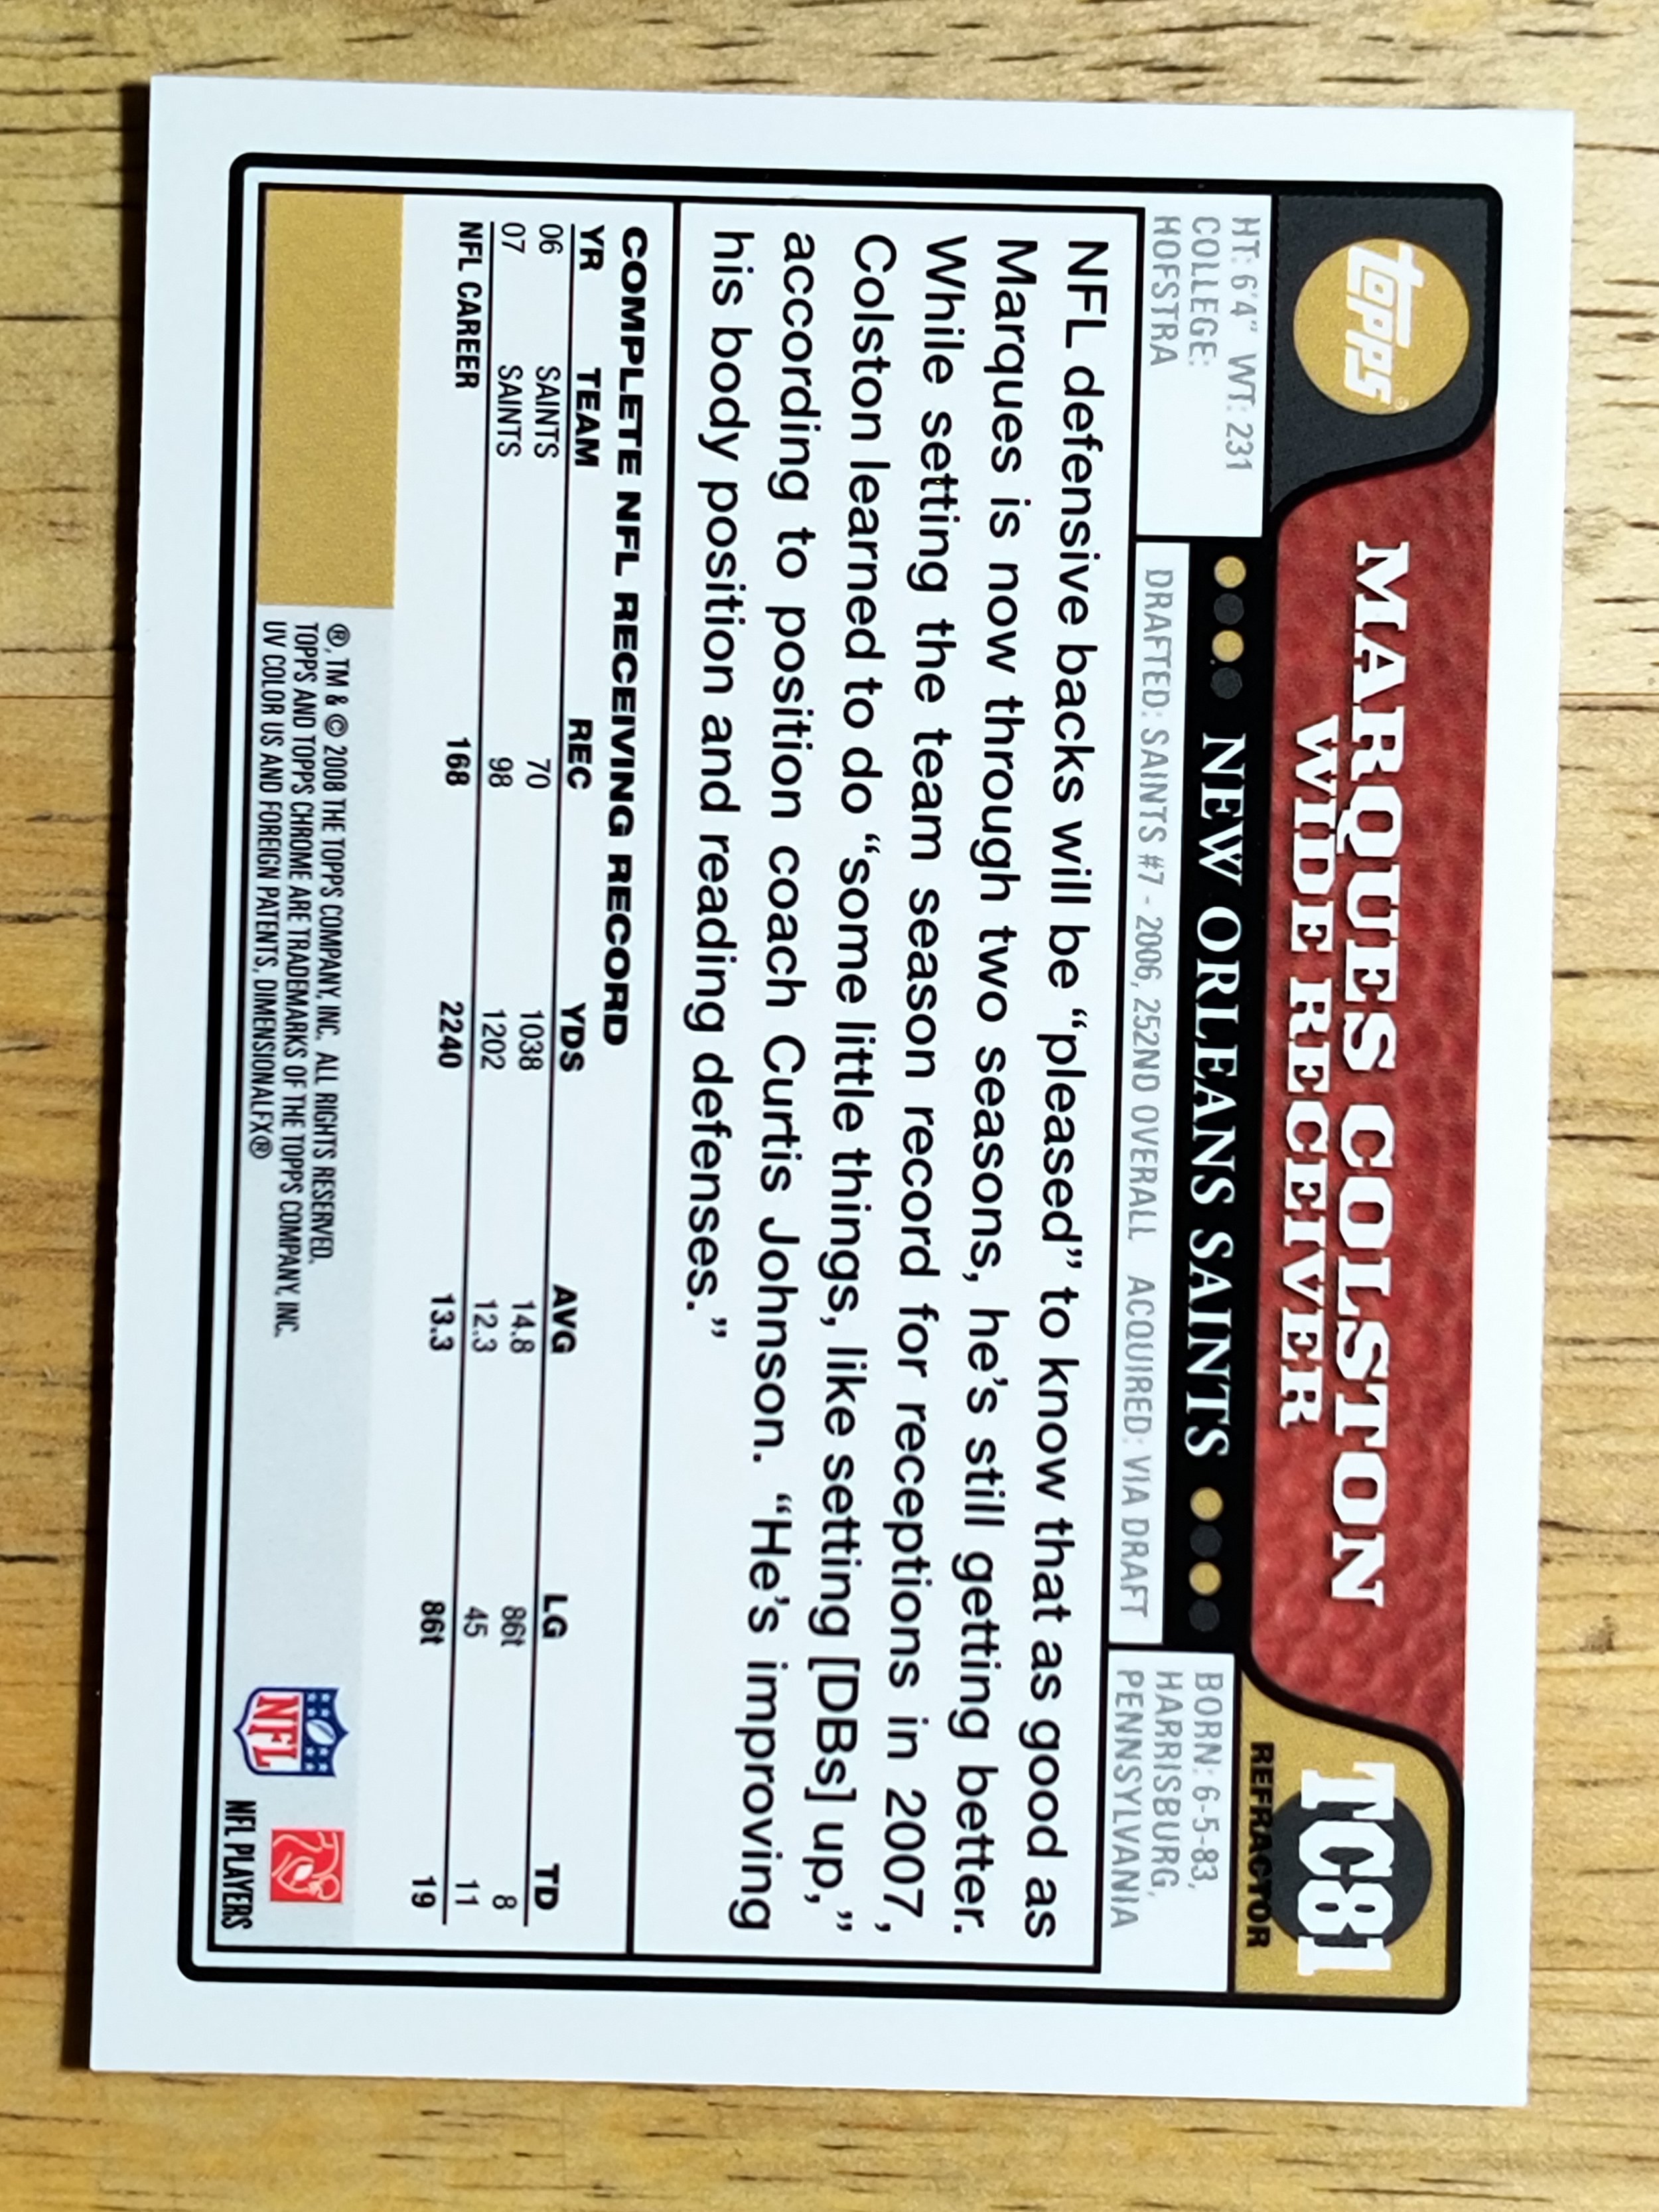 topps®
MARQUES COLSTON
WIDE RECEIVER
TC81
REFRACTOR
HT: 6'4" WT: 231
COLLEGE:
HOFSTRA
NEW ORLEANS SAINTS
DRAFTED: SAINTS #7 - 2006, 252ND OVERALL ACQUIRED: VIA DRAFT
BORN: 6-5-83,
HARRISBURG,
PENNSYLVANIA
NFL defensive backs will be “pleased” to know that as good as
Marques is now through two seasons, he’s still getting better.
While setting the team season record for receptions in 2007,
Colston learned to do “some little things, like setting [DBs] up,”
according to position coach Curtis Johnson. “He’s improving
his body position and reading defenses.”
COMPLETE NFL RECEIVING RECORD
YR TEAM REC YDS AVG LG TD
06 SAINTS 70 1038 14.8 86t 8
07 SAINTS 98 1202 12.3 45 11
NFL CAREER 168 2240 13.3 86t 19
®, TM & © 2008 THE TOPPS COMPANY, INC. ALL RIGHTS RESERVED.
TOPPS AND TOPPS CHROME ARE TRADEMARKS OF THE TOPPS COMPANY, INC.
UV COLOR US AND FOREIGN PATENTS, DIMENSIONALFX®
NFL
NFL PLAYERS